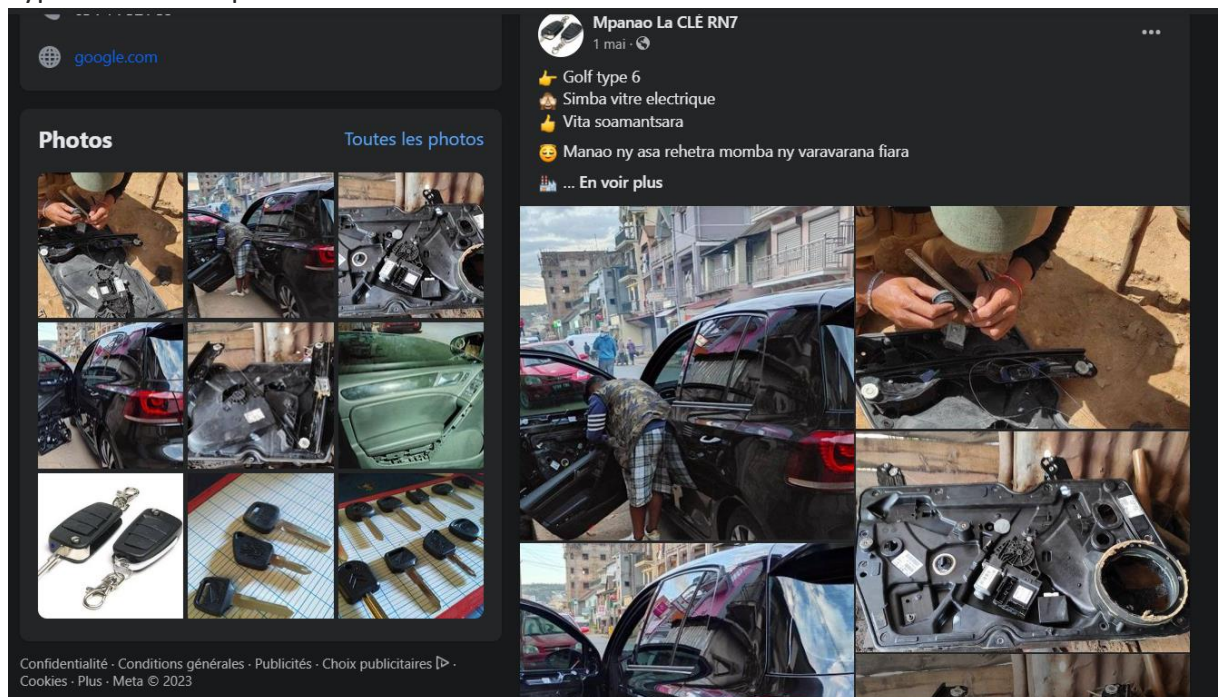 google.com
Photos
Toutes les photos
Confidentialité · Conditions générales · Publicités · Choix publicitaires ·
Cookies · Plus · Meta © 2023
Mpanao La CLÉ RN7
1 mai ·
👉 Golf type 6
🙈 Simba vitre electrique
👍 Vita soamantsara
😇 Manao ny asa rehetra momba ny varavarana fiara
🏭 ... En voir plus